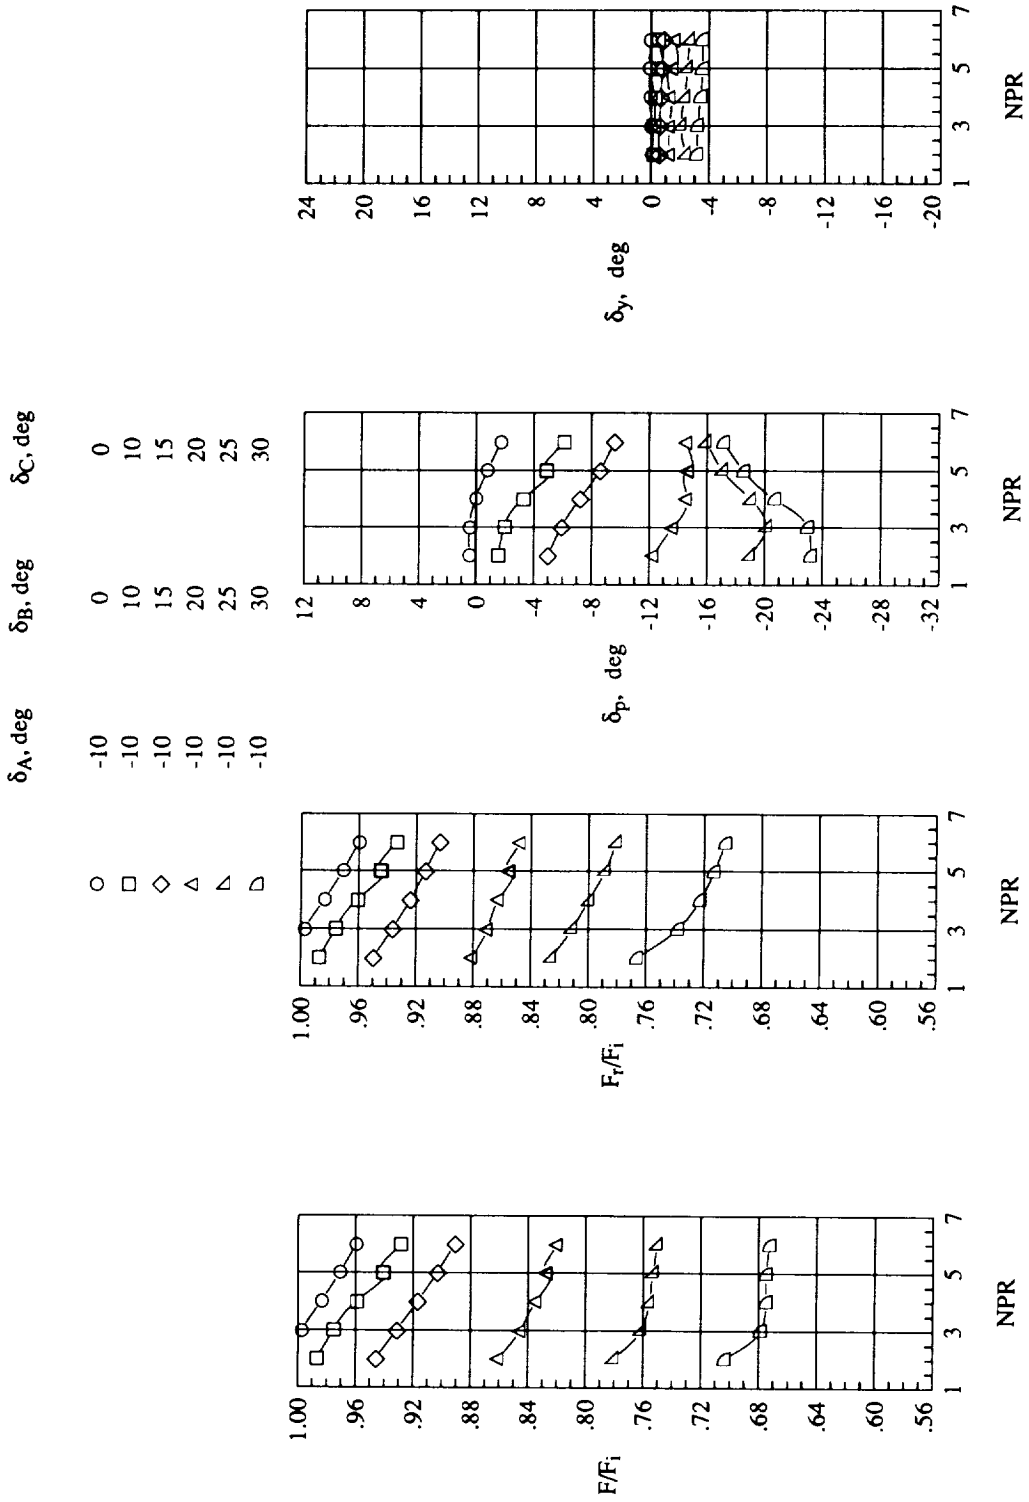 δA, deg δB, deg δC, deg
-10 0 0
-10 10 10
-10 15 15
-10 20 20
-10 25 25
-10 30 30
1.00
.96
.92
.88
.84
.80
.76
.72
.68
.64
.60
.56
F/Fi
1 3 5 7
NPR
1.00
.96
.92
.88
.84
.80
.76
.72
.68
.64
.60
.56
Fr/Fi
1 3 5 7
NPR
12
8
4
0
-4
-8
-12
-16
-20
-24
-28
-32
δp, deg
1 3 5 7
NPR
24
20
16
12
8
4
0
-4
-8
-12
-16
-20
δy, deg
1 3 5 7
NPR